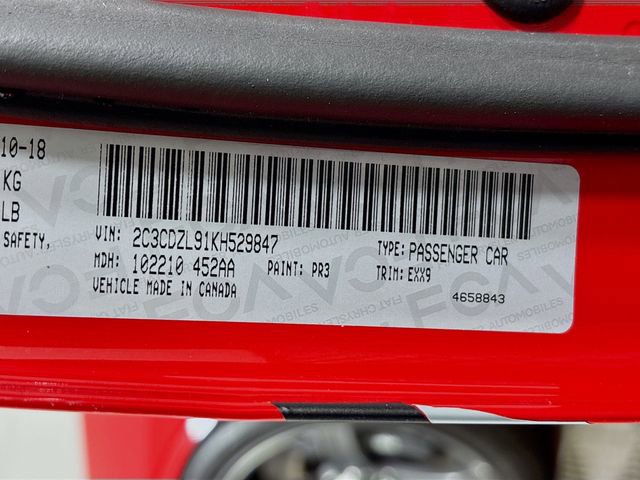 10-18
KG
LB
SAFETY,
VIN: 2C3CDZL91KH529847
TYPE: PASSENGER CAR
MDH: 102210 452AA PAINT: PR3
TRIM: EXX9
VEHICLE MADE IN CANADA
4658843